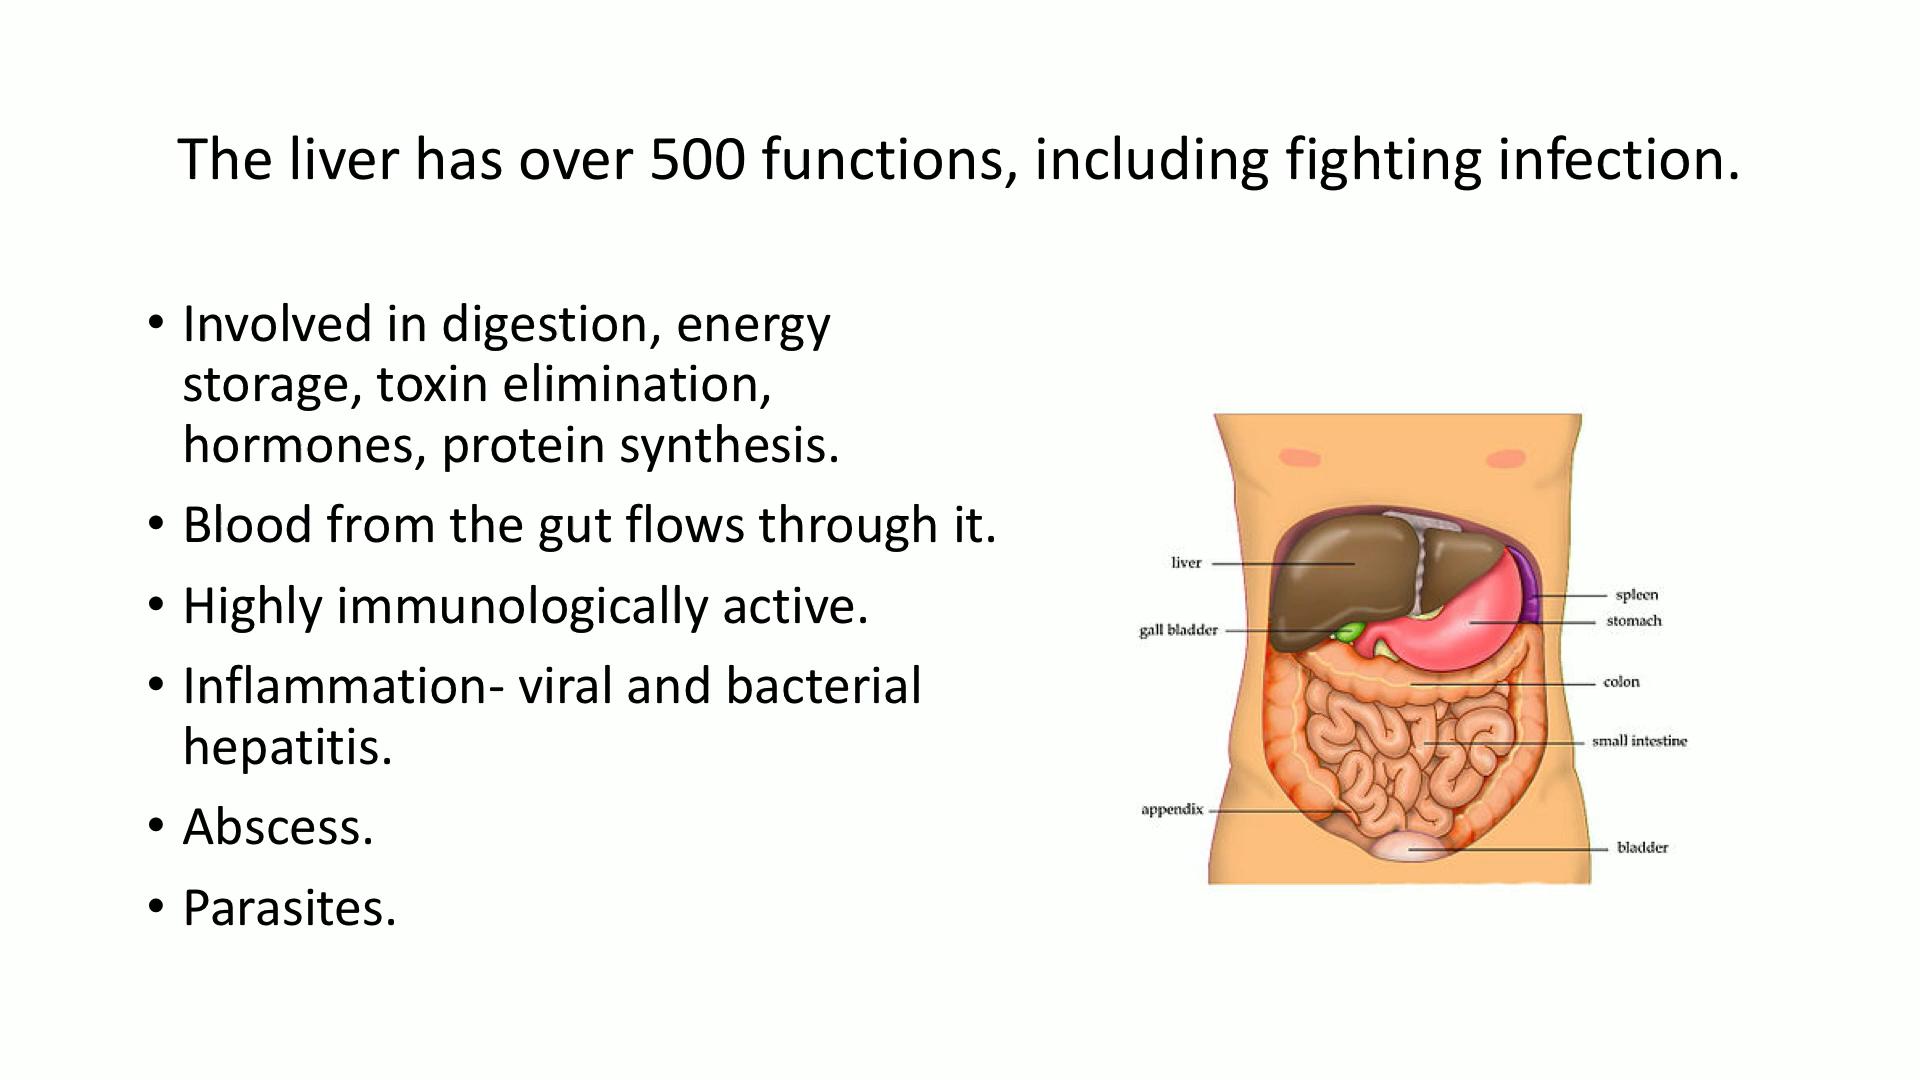 The liver has over 500 functions, including fighting infection.
• Involved in digestion, energy
storage, toxin elimination,
hormones, protein synthesis.
• Blood from the gut flows through it.
• Highly immunologically active.
• Inflammation- viral and bacterial
hepatitis.
• Abscess.
• Parasites.
liver
spleen
stomach
gall bladder
colon
small intestine
appendix
bladder